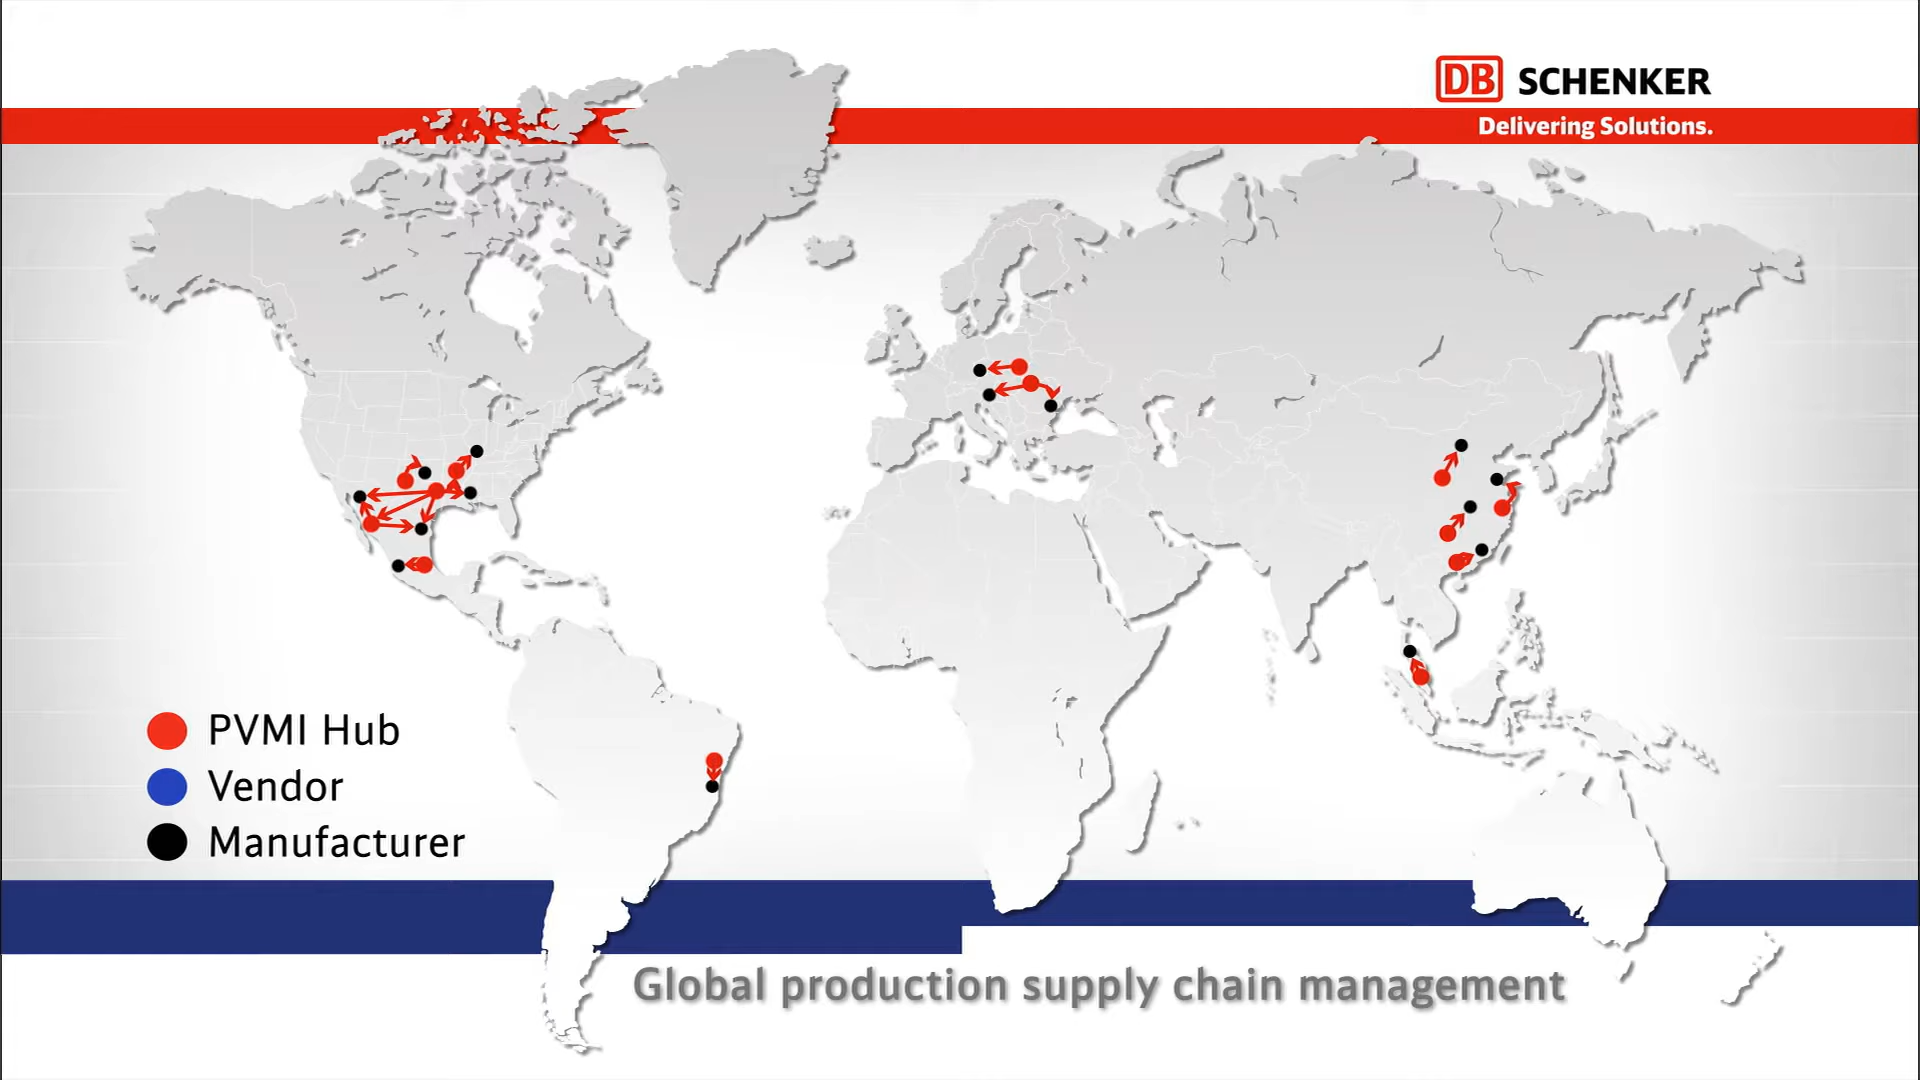 DB SCHENKER
Delivering Solutions.
PVMI Hub
Vendor
Manufacturer
Global production supply chain management